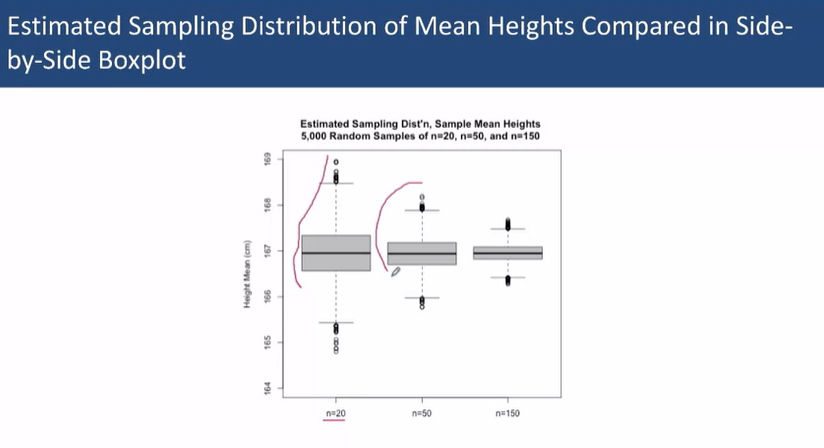 Estimated Sampling Distribution of Mean Heights Compared in Side-
by-Side Boxplot
Estimated Sampling Dist'n, Sample Mean Heights
5,000 Random Samples of n=20, n=50, and n=150
Height Mean (cm)
169
168
167
166
165
164
n=20
n=50
n=150